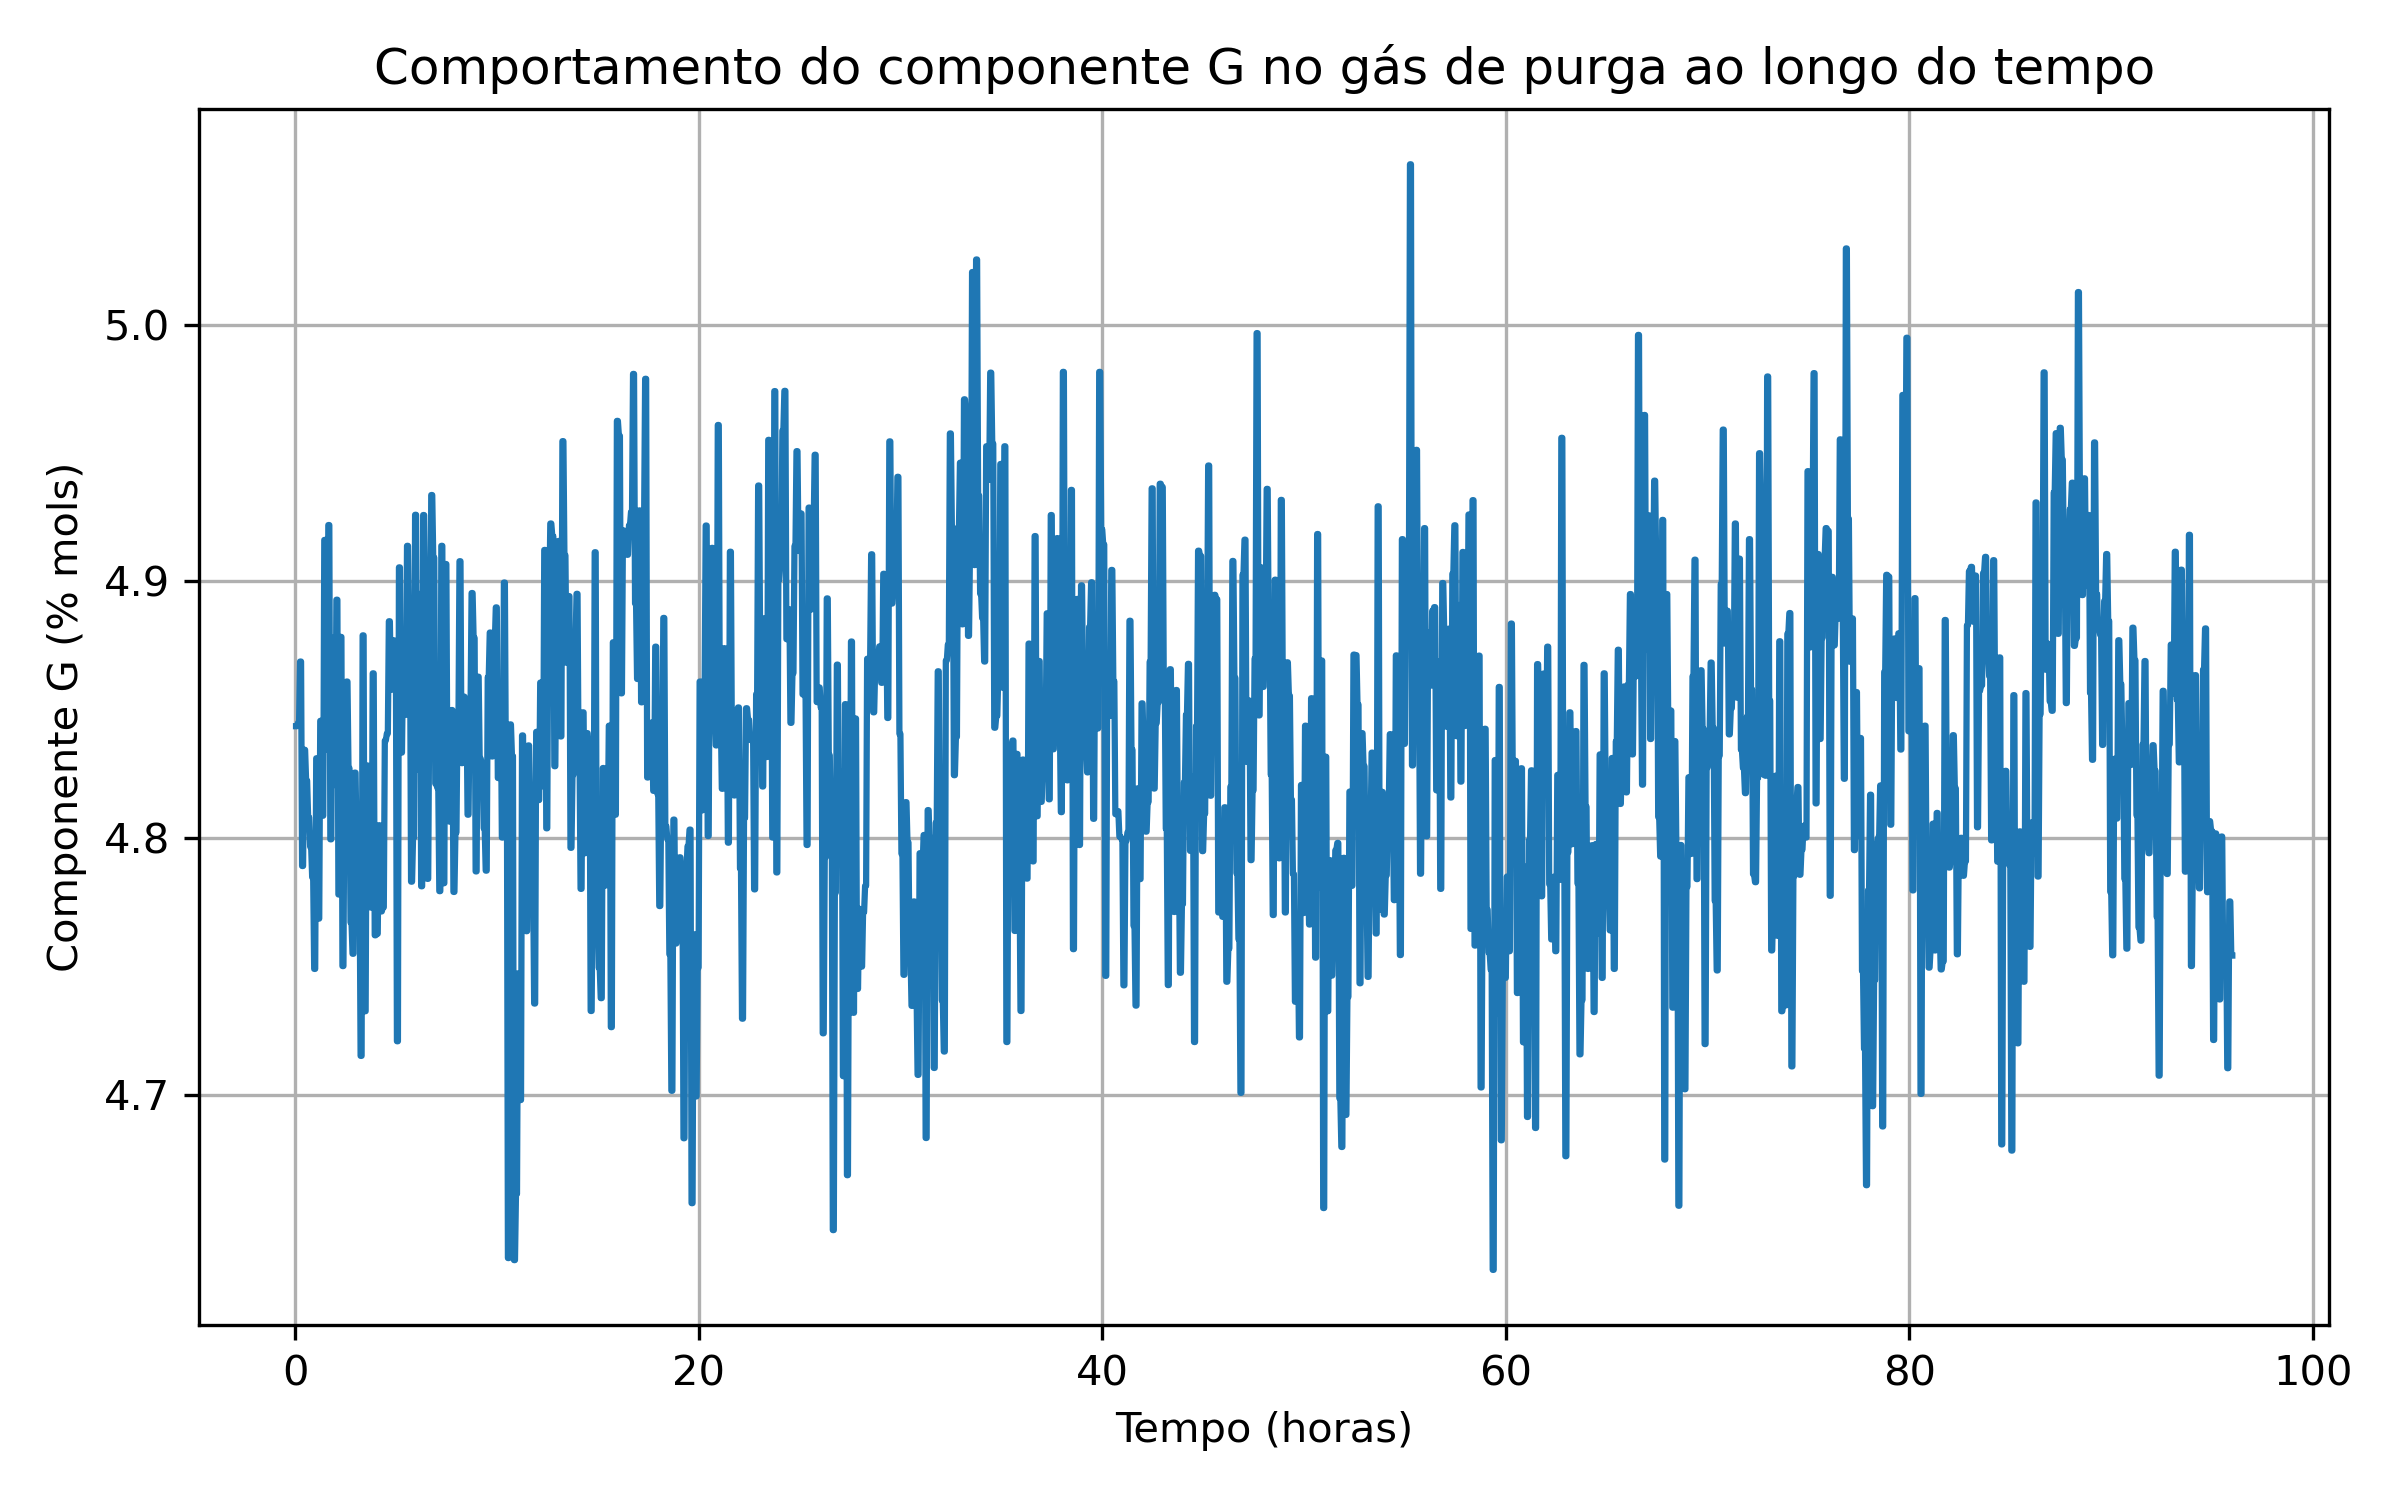 Comportamento do componente G no gás de purga ao longo do tempo
Componente G (% mols)
5.0
4.9
4.8
4.7
0 20 40 60 80 100
Tempo (horas)